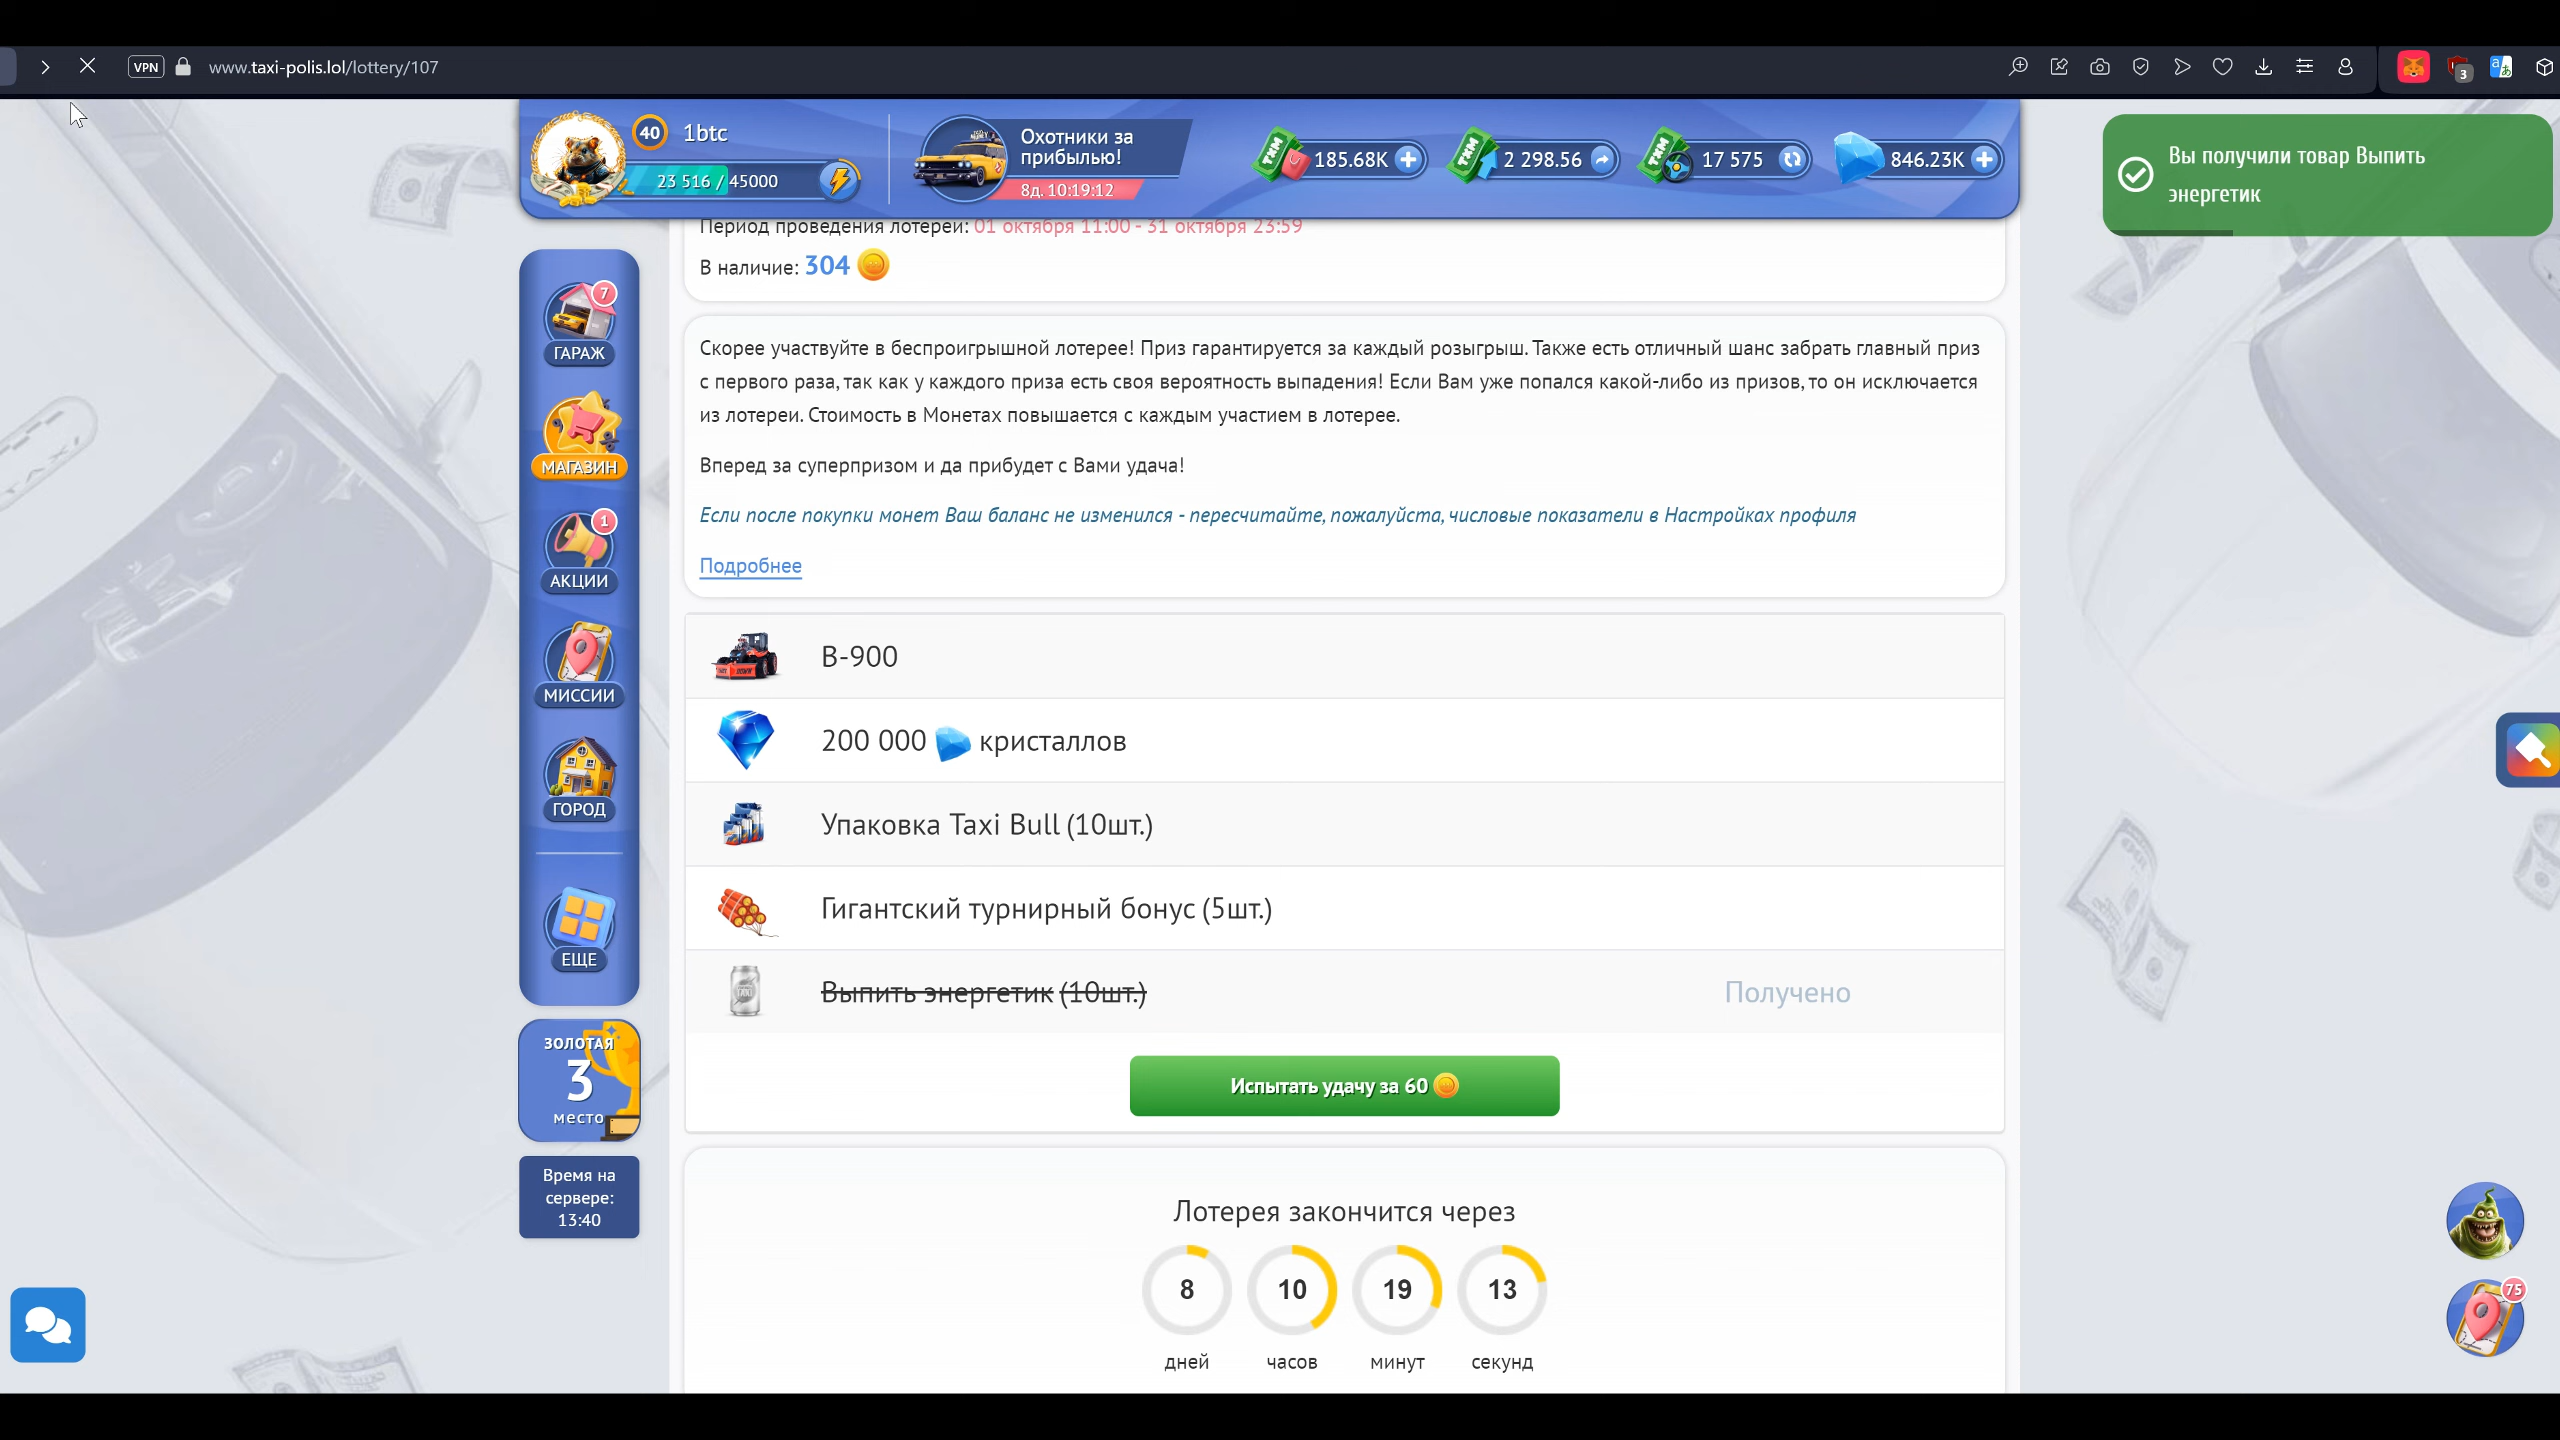 VPN www.taxi-polis.lol/lottery/107
3
40 1btc
23 516 / 45000
Охотники за
прибылью!
8д. 10:19:12
185.68K
2 298.56
17 575
846.23K
Вы получили товар Выпить
энергетик
Период проведения лотереи: 01 октября 11:00 - 31 октября 23:59
В наличие: 304
7
ГАРАЖ
МАГАЗИН
1
АКЦИИ
МИССИИ
ГОРОД
ЕЩЕ
ЗОЛОТАЯ
3
место
Время на
сервере:
13:40
Скорее участвуйте в беспроигрышной лотерее! Приз гарантируется за каждый розыгрыш. Также есть отличный шанс забрать главный приз
с первого раза, так как у каждого приза есть своя вероятность выпадения! Если Вам уже попался какой-либо из призов, то он исключается
из лотереи. Стоимость в Монетах повышается с каждым участием в лотерее.
Вперед за суперпризом и да прибудет с Вами удача!
Если после покупки монет Ваш баланс не изменился - пересчитайте, пожалуйста, числовые показатели в Настройках профиля
Подробнее
В-900
200 000 кристаллов
Упаковка Taxi Bull (10шт.)
Гигантский турнирный бонус (5шт.)
Выпить энергетик (10шт.) Получено
Испытать удачу за 60
Лотерея закончится через
8 10 19 13
дней часов минут секунд
75